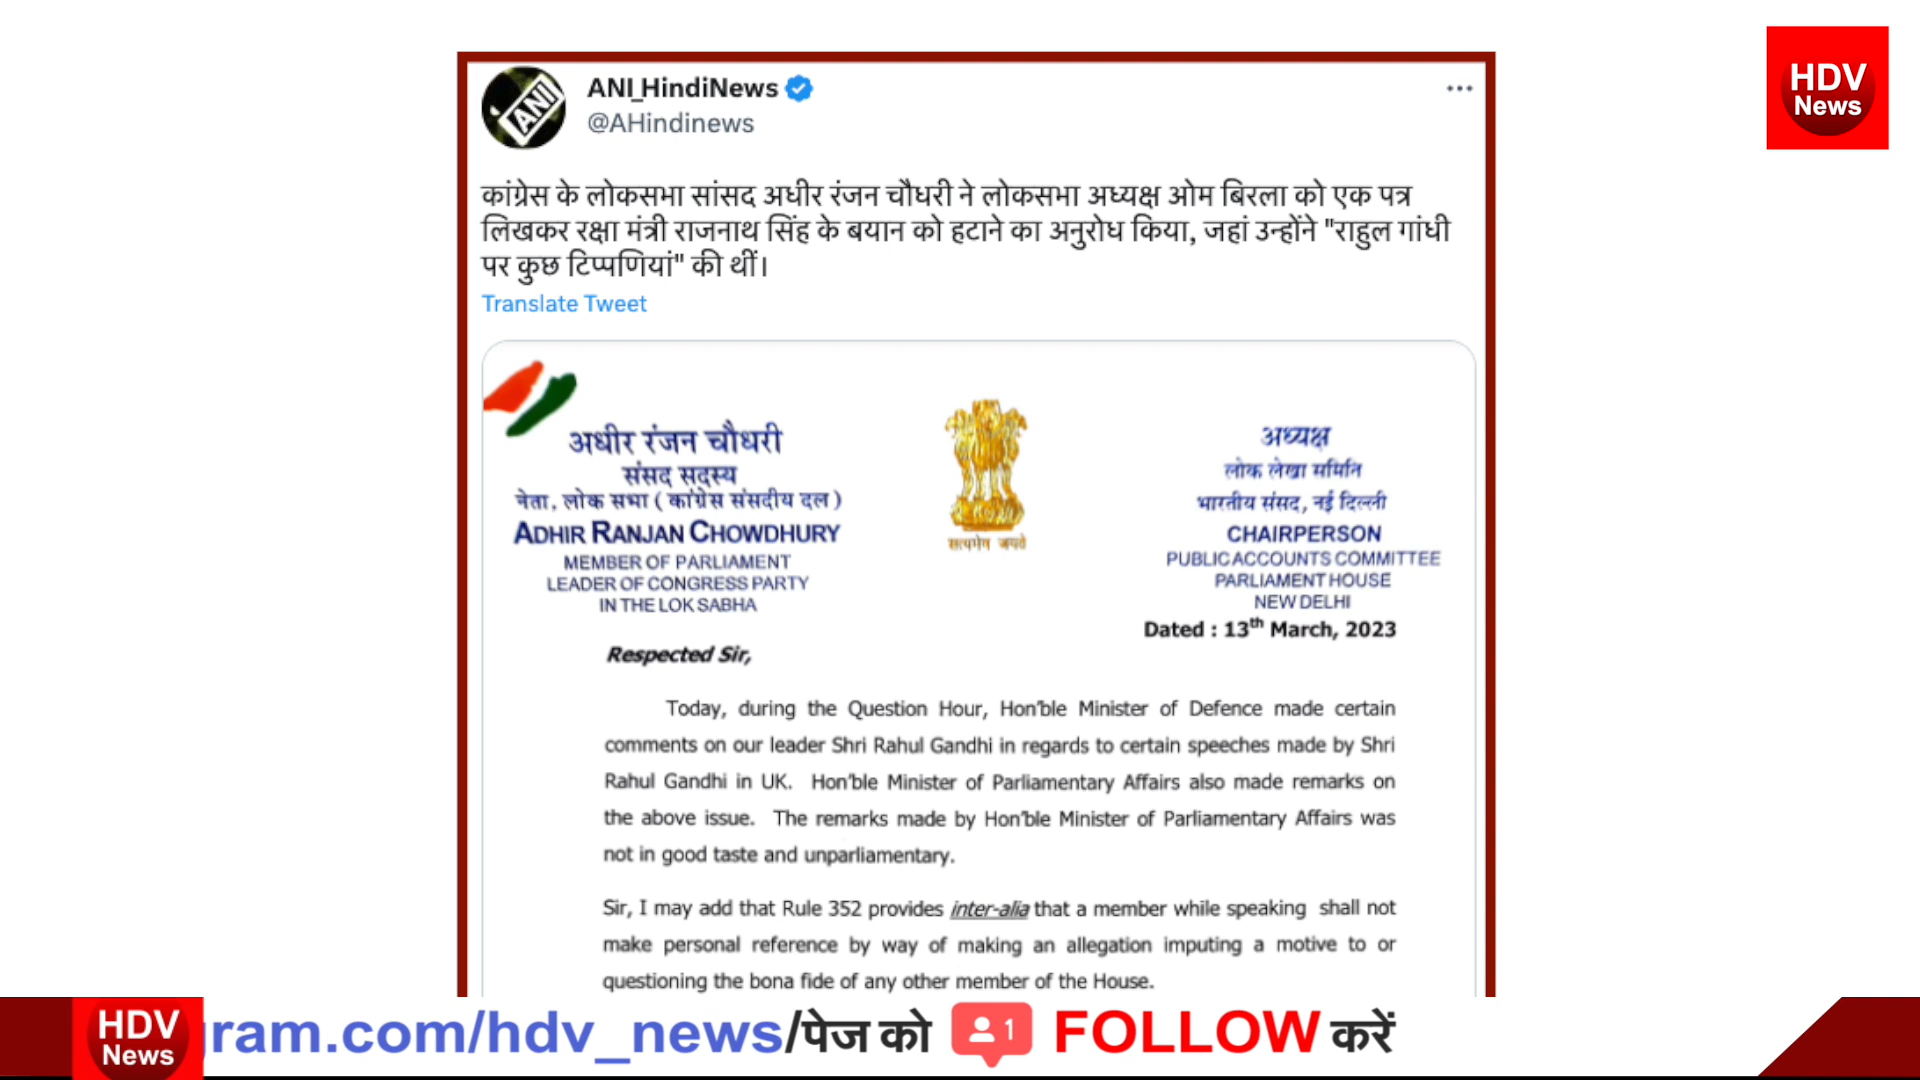 HDV
News
ANI
ANI_HindiNews
@AHindinews
कांग्रेस के लोकसभा सांसद अधीर रंजन चौधरी ने लोकसभा अध्यक्ष ओम बिरला को एक पत्र
लिखकर रक्षा मंत्री राजनाथ सिंह के बयान को हटाने का अनुरोध किया, जहां उन्होंने "राहुल गांधी
पर कुछ टिप्पणियां" की थीं।
Translate Tweet
अधीर रंजन चौधरी
संसद सदस्य
नेता, लोक सभा ( कांग्रेस संसदीय दल )
ADHIR RANJAN CHOWDHURY
MEMBER OF PARLIAMENT
LEADER OF CONGRESS PARTY
IN THE LOK SABHA
सत्यमेव जयते
अध्यक्ष
लोक लेखा समिति
भारतीय संसद, नई दिल्ली
CHAIRPERSON
PUBLIC ACCOUNTS COMMITTEE
PARLIAMENT HOUSE
NEW DELHI
Dated : 13th March, 2023
Respected Sir,
Today, during the Question Hour, Hon'ble Minister of Defence made certain
comments on our leader Shri Rahul Gandhi in regards to certain speeches made by Shri
Rahul Gandhi in UK. Hon'ble Minister of Parliamentary Affairs also made remarks on
the above issue. The remarks made by Hon'ble Minister of Parliamentary Affairs was
not in good taste and unparliamentary.
Sir, I may add that Rule 352 provides inter-alia that a member while speaking shall not
make personal reference by way of making an allegation imputing a motive to or
questioning the bona fide of any other member of the House.
HDV
News
gram.com/hdv_news/पेज को 1 FOLLOW करें